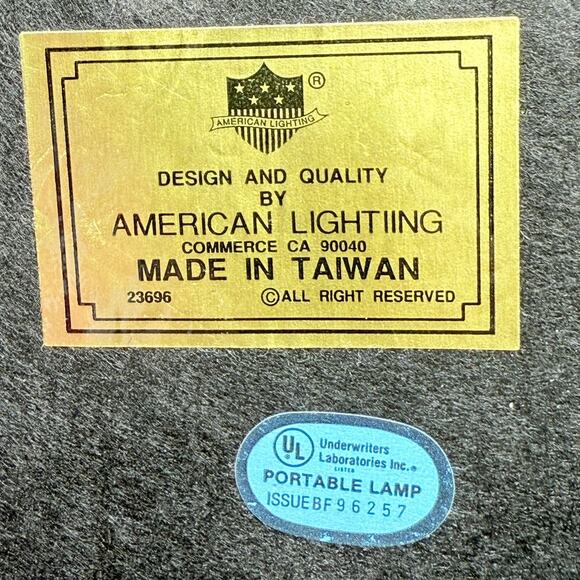 ®
AMERICAN LIGHTING
DESIGN AND QUALITY
BY
AMERICAN LIGHTIING
COMMERCE CA 90040
MADE IN TAIWAN
23696 ©ALL RIGHT RESERVED
UL
Underwriters
Laboratories Inc.®
LISTED
PORTABLE LAMP
ISSUE BF 96257